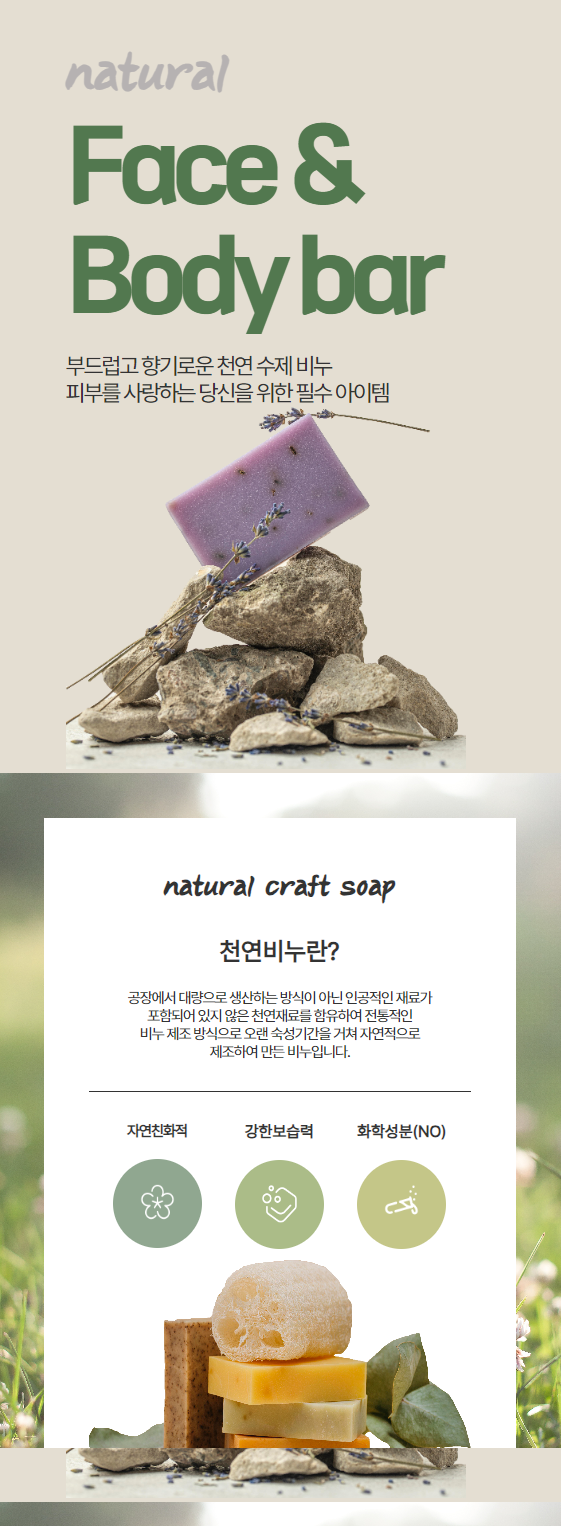 natural
Face &
Body bar
부드럽고 향기로운 천연 수제 비누
피부를 사랑하는 당신을 위한 필수 아이템
natural craft soap
천연비누란?
공장에서 대량으로 생산하는 방식이 아닌 인공적인 재료가
포함되어 있지 않은 천연재료를 함유하여 전통적인
비누 제조 방식으로 오랜 숙성기간을 거쳐 자연적으로
제조하여 만든 비누입니다.
자연친화적 강한보습력 화학성분(NO)